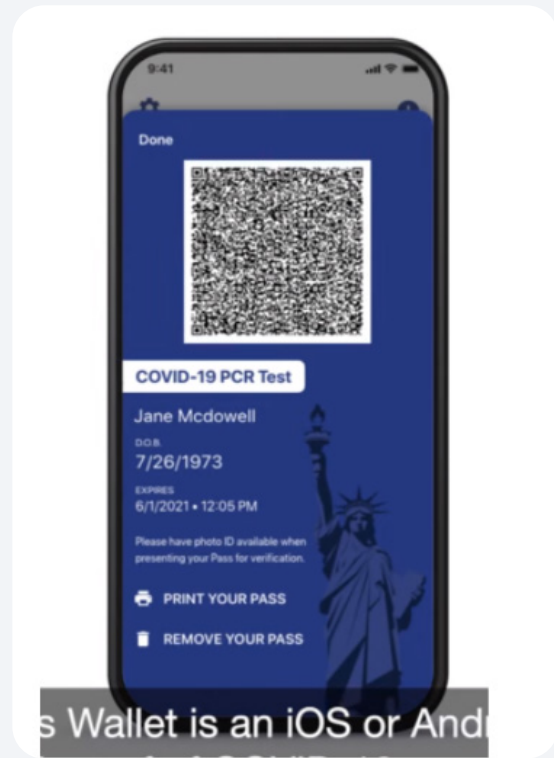 9:41
Done
COVID-19 PCR Test
Jane Mcdowell
D.O.B.
7/26/1973
EXPIRES
6/1/2021 • 12:05 PM
Please have photo ID available when
presenting your Pass for verification.
PRINT YOUR PASS
REMOVE YOUR PASS
s Wallet is an iOS or Andr